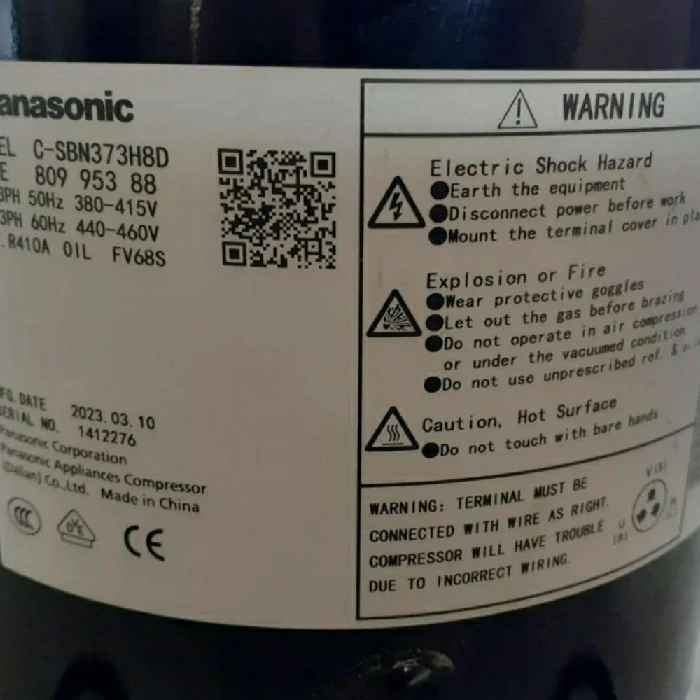 anasonic
EL C-SBN373H8D
E 809 953 88
3PH 50Hz 380-415V
3PH 60Hz 440-460V
.R410A OIL FV68S
FG.DATE 2023.03.10
SERIAL NO. 1412276
Panasonic Corporation
Panasonic Appliances Compressor
(Dalian) Co.,Ltd. Made in China
CCC
DVE
CE
WARNING
Electric Shock Hazard
●Earth the equipment
●Disconnect power before work
●Mount the terminal cover in pla
Explosion or Fire
●Wear protective goggles
●Let out the gas before brazing
●Do not operate in air compression
or under the vacuumed condition
●Do not use unprescribed ref. &
Caution, Hot Surface
●Do not touch with bare hands
WARNING: TERMINAL MUST BE
CONNECTED WITH WIRE AS RIGHT.
COMPRESSOR WILL HAVE TROUBLE
DUE TO INCORRECT WIRING.
V(S)
U
(R)